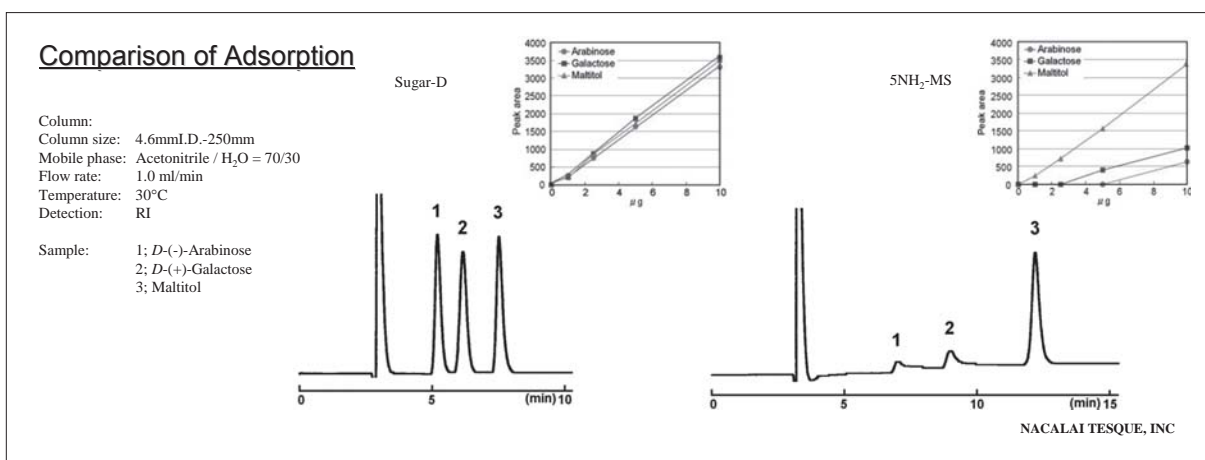 Comparison of Adsorption
Column:
Column size: 4.6mmI.D.-250mm
Mobile phase: Acetonitrile / H₂O = 70/30
Flow rate: 1.0 ml/min
Temperature: 30°C
Detection: RI
Sample: 1; D-(-)-Arabinose
2; D-(+)-Galactose
3; Maltitol
Sugar-D
Peak area
4000
3500
3000
2500
2000
1500
1000
500
0
Arabinose
Galactose
Maltitol
0 2 4 6 8 10
μg
1 2 3
0 5 (min) 10
5NH₂-MS
Peak area
4000
3500
3000
2500
2000
1500
1000
500
0
Arabinose
Galactose
Maltitol
0 2 4 6 8 10
μg
1 2 3
0 5 10 (min) 15
NACALAI TESQUE, INC